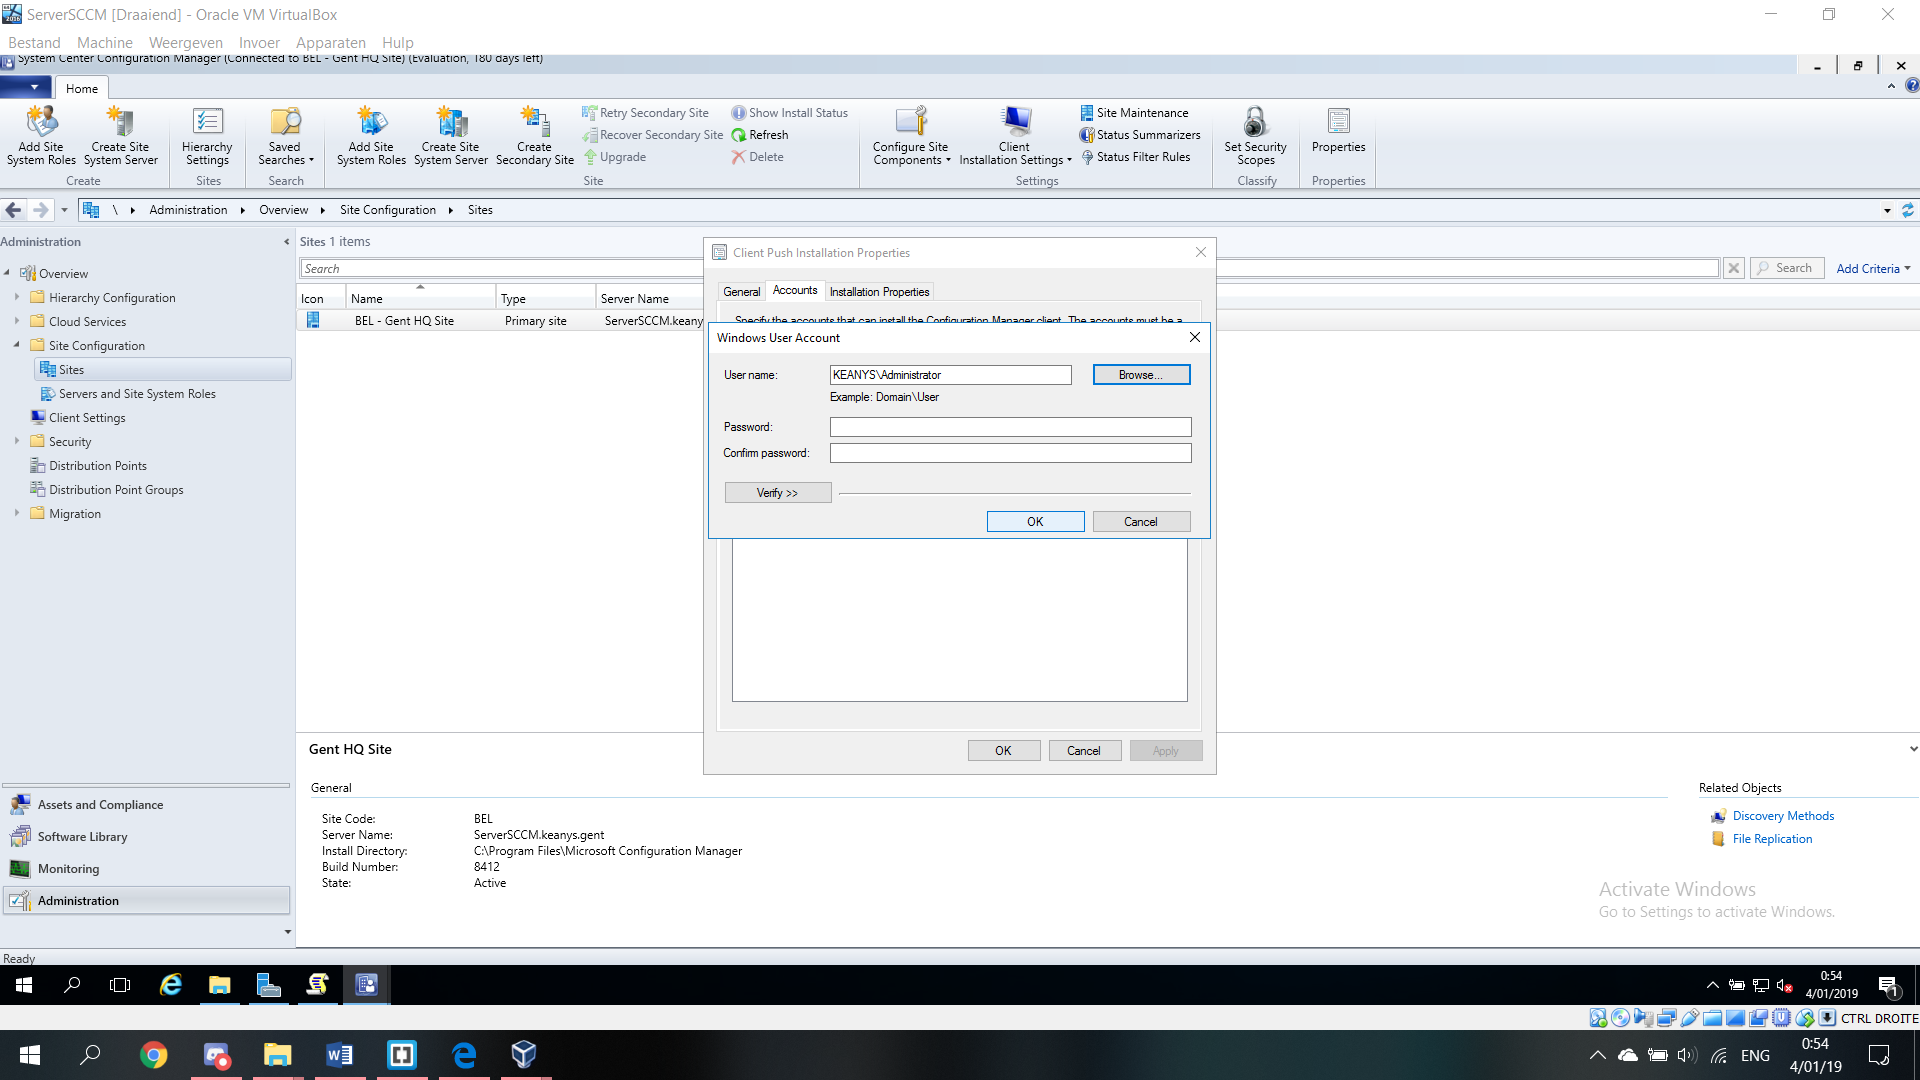 ServerSCCM [Draaiend] - Oracle VM VirtualBox
Bestand Machine Weergeven Invoer Apparaten Hulp
System Center Configuration Manager (Connected to BEL - Gent HQ Site) (Evaluation, 180 days left)
Home
Add Site System Roles
Create Site System Server
Create
Hierarchy Settings
Sites
Saved Searches
Search
Add Site System Roles
Create Site System Server
Create Secondary Site
Retry Secondary Site
Recover Secondary Site
Upgrade
Show Install Status
Refresh
Delete
Site
Configure Site Components
Client Installation Settings
Site Maintenance
Status Summarizers
Status Filter Rules
Settings
Set Security Scopes
Classify
Properties
Properties
\ Administration Overview Site Configuration Sites
Administration
Overview
Hierarchy Configuration
Cloud Services
Site Configuration
Sites
Servers and Site System Roles
Client Settings
Security
Distribution Points
Distribution Point Groups
Migration
Assets and Compliance
Software Library
Monitoring
Administration
Ready
Sites 1 items
Search
Search
Add Criteria
Icon Name Type Server Name
BEL - Gent HQ Site Primary site ServerSCCM.keany
Client Push Installation Properties
General Accounts Installation Properties
Specify the accounts that can install the Configuration Manager client. The accounts must be a
Windows User Account
User name: KEANYS\Administrator Browse...
Example: Domain\User
Password:
Confirm password:
Verify >>
OK Cancel
OK Cancel Apply
Gent HQ Site
General
Site Code: BEL
Server Name: ServerSCCM.keanys.gent
Install Directory: C:\Program Files\Microsoft Configuration Manager
Build Number: 8412
State: Active
Related Objects
Discovery Methods
File Replication
Activate Windows
Go to Settings to activate Windows.
0:54
4/01/2019
1
CTRL DROITE
ENG
0:54
4/01/19